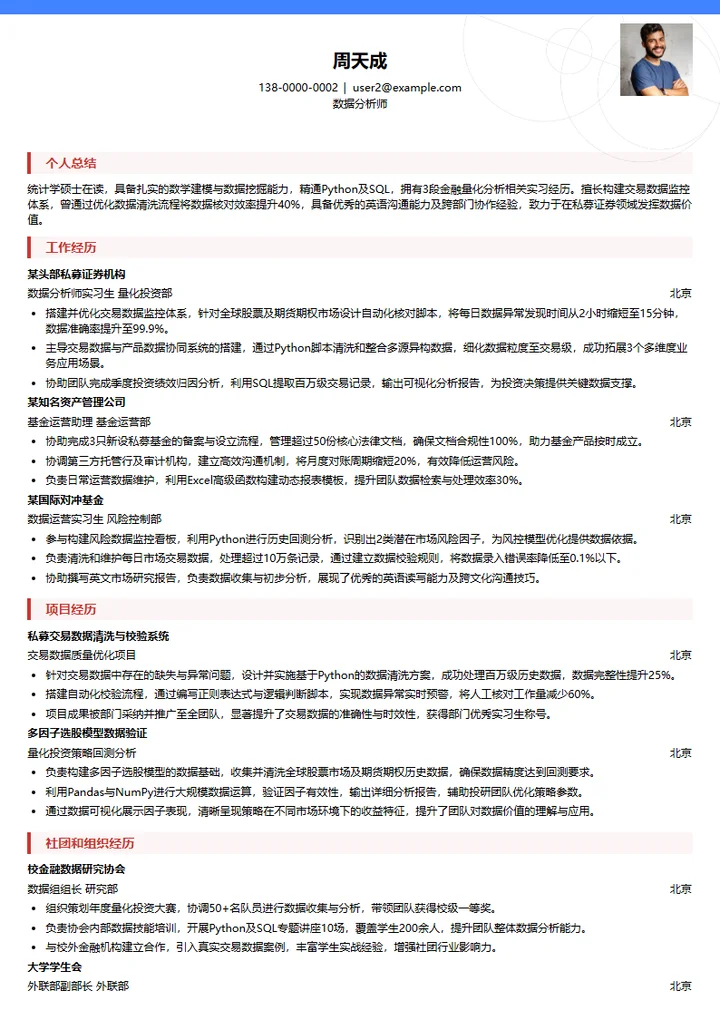 周天成
138-0000-0002 | user2@example.com
数据分析师
个人总结
统计学硕士在读，具备扎实的数学建模与数据挖掘能力，精通Python及SQL，拥有3段金融量化分析相关实习经历。擅长构建交易数据监控
体系，曾通过优化数据清洗流程将数据核对效率提升40%，具备优秀的英语沟通能力及跨部门协作经验，致力于在私募证券领域发挥数据价
值。
工作经历
某头部私募证券机构
数据分析师实习生 量化投资部 北京
• 搭建并优化交易数据监控体系，针对全球股票及期货期权市场设计自动化核对脚本，将每日数据异常发现时间从2小时缩短至15分钟，
数据准确率提升至99.9%。
• 主导交易数据与产品数据协同系统的搭建，通过Python脚本清洗和整合多源异构数据，细化数据粒度至交易级，成功拓展3个多维度业
务应用场景。
• 协助团队完成季度投资绩效归因分析，利用SQL提取百万级交易记录，输出可视化分析报告，为投资决策提供关键数据支撑。
某知名资产管理公司
基金运营助理 基金运营部 北京
• 协助完成3只新设私募基金的备案与设立流程，管理超过50份核心法律文档，确保文档合规性100%，助力基金产品按时成立。
• 协调第三方托管行及审计机构，建立高效沟通机制，将月度对账周期缩短20%，有效降低运营风险。
• 负责日常运营数据维护，利用Excel高级函数构建动态报表模板，提升团队数据检索与处理效率30%。
某国际对冲基金
数据运营实习生 风险控制部 北京
• 参与构建风险数据监控看板，利用Python进行历史回测分析，识别出2类潜在市场风险因子，为风控模型优化提供数据依据。
• 负责清洗和维护每日市场交易数据，处理超过10万条记录，通过建立数据校验规则，将数据录入错误率降低至0.1%以下。
• 协助撰写英文市场研究报告，负责数据收集与初步分析，展现了优秀的英语读写能力及跨文化沟通技巧。
项目经历
私募交易数据清洗与校验系统
交易数据质量优化项目 北京
• 针对交易数据中存在的缺失与异常问题，设计并实施基于Python的数据清洗方案，成功处理百万级历史数据，数据完整性提升25%。
• 搭建自动化校验流程，通过编写正则表达式与逻辑判断脚本，实现数据异常实时预警，将人工核对工作量减少60%。
• 项目成果被部门采纳并推广至全团队，显著提升了交易数据的准确性与时效性，获得部门优秀实习生称号。
多因子选股模型数据验证
量化投资策略回测分析 北京
• 负责构建多因子选股模型的数据基础，收集并清洗全球股票市场及期货期权历史数据，确保数据精度达到回测要求。
• 利用Pandas与NumPy进行大规模数据运算，验证因子有效性，输出详细分析报告，辅助投研团队优化策略参数。
• 通过数据可视化展示因子表现，清晰呈现策略在不同市场环境下的收益特征，提升了团队对数据价值的理解与应用。
社团和组织经历
校金融数据研究协会
数据组组长 研究部 北京
• 组织策划年度量化投资大赛，协调50+名队员进行数据收集与分析，带领团队获得校级一等奖。
• 负责协会内部数据技能培训，开展Python及SQL专题讲座10场，覆盖学生200余人，提升团队整体数据分析能力。
• 与校外金融机构建立合作，引入真实交易数据案例，丰富学生实战经验，增强社团行业影响力。
大学学生会
外联部副部长 外联部 北京